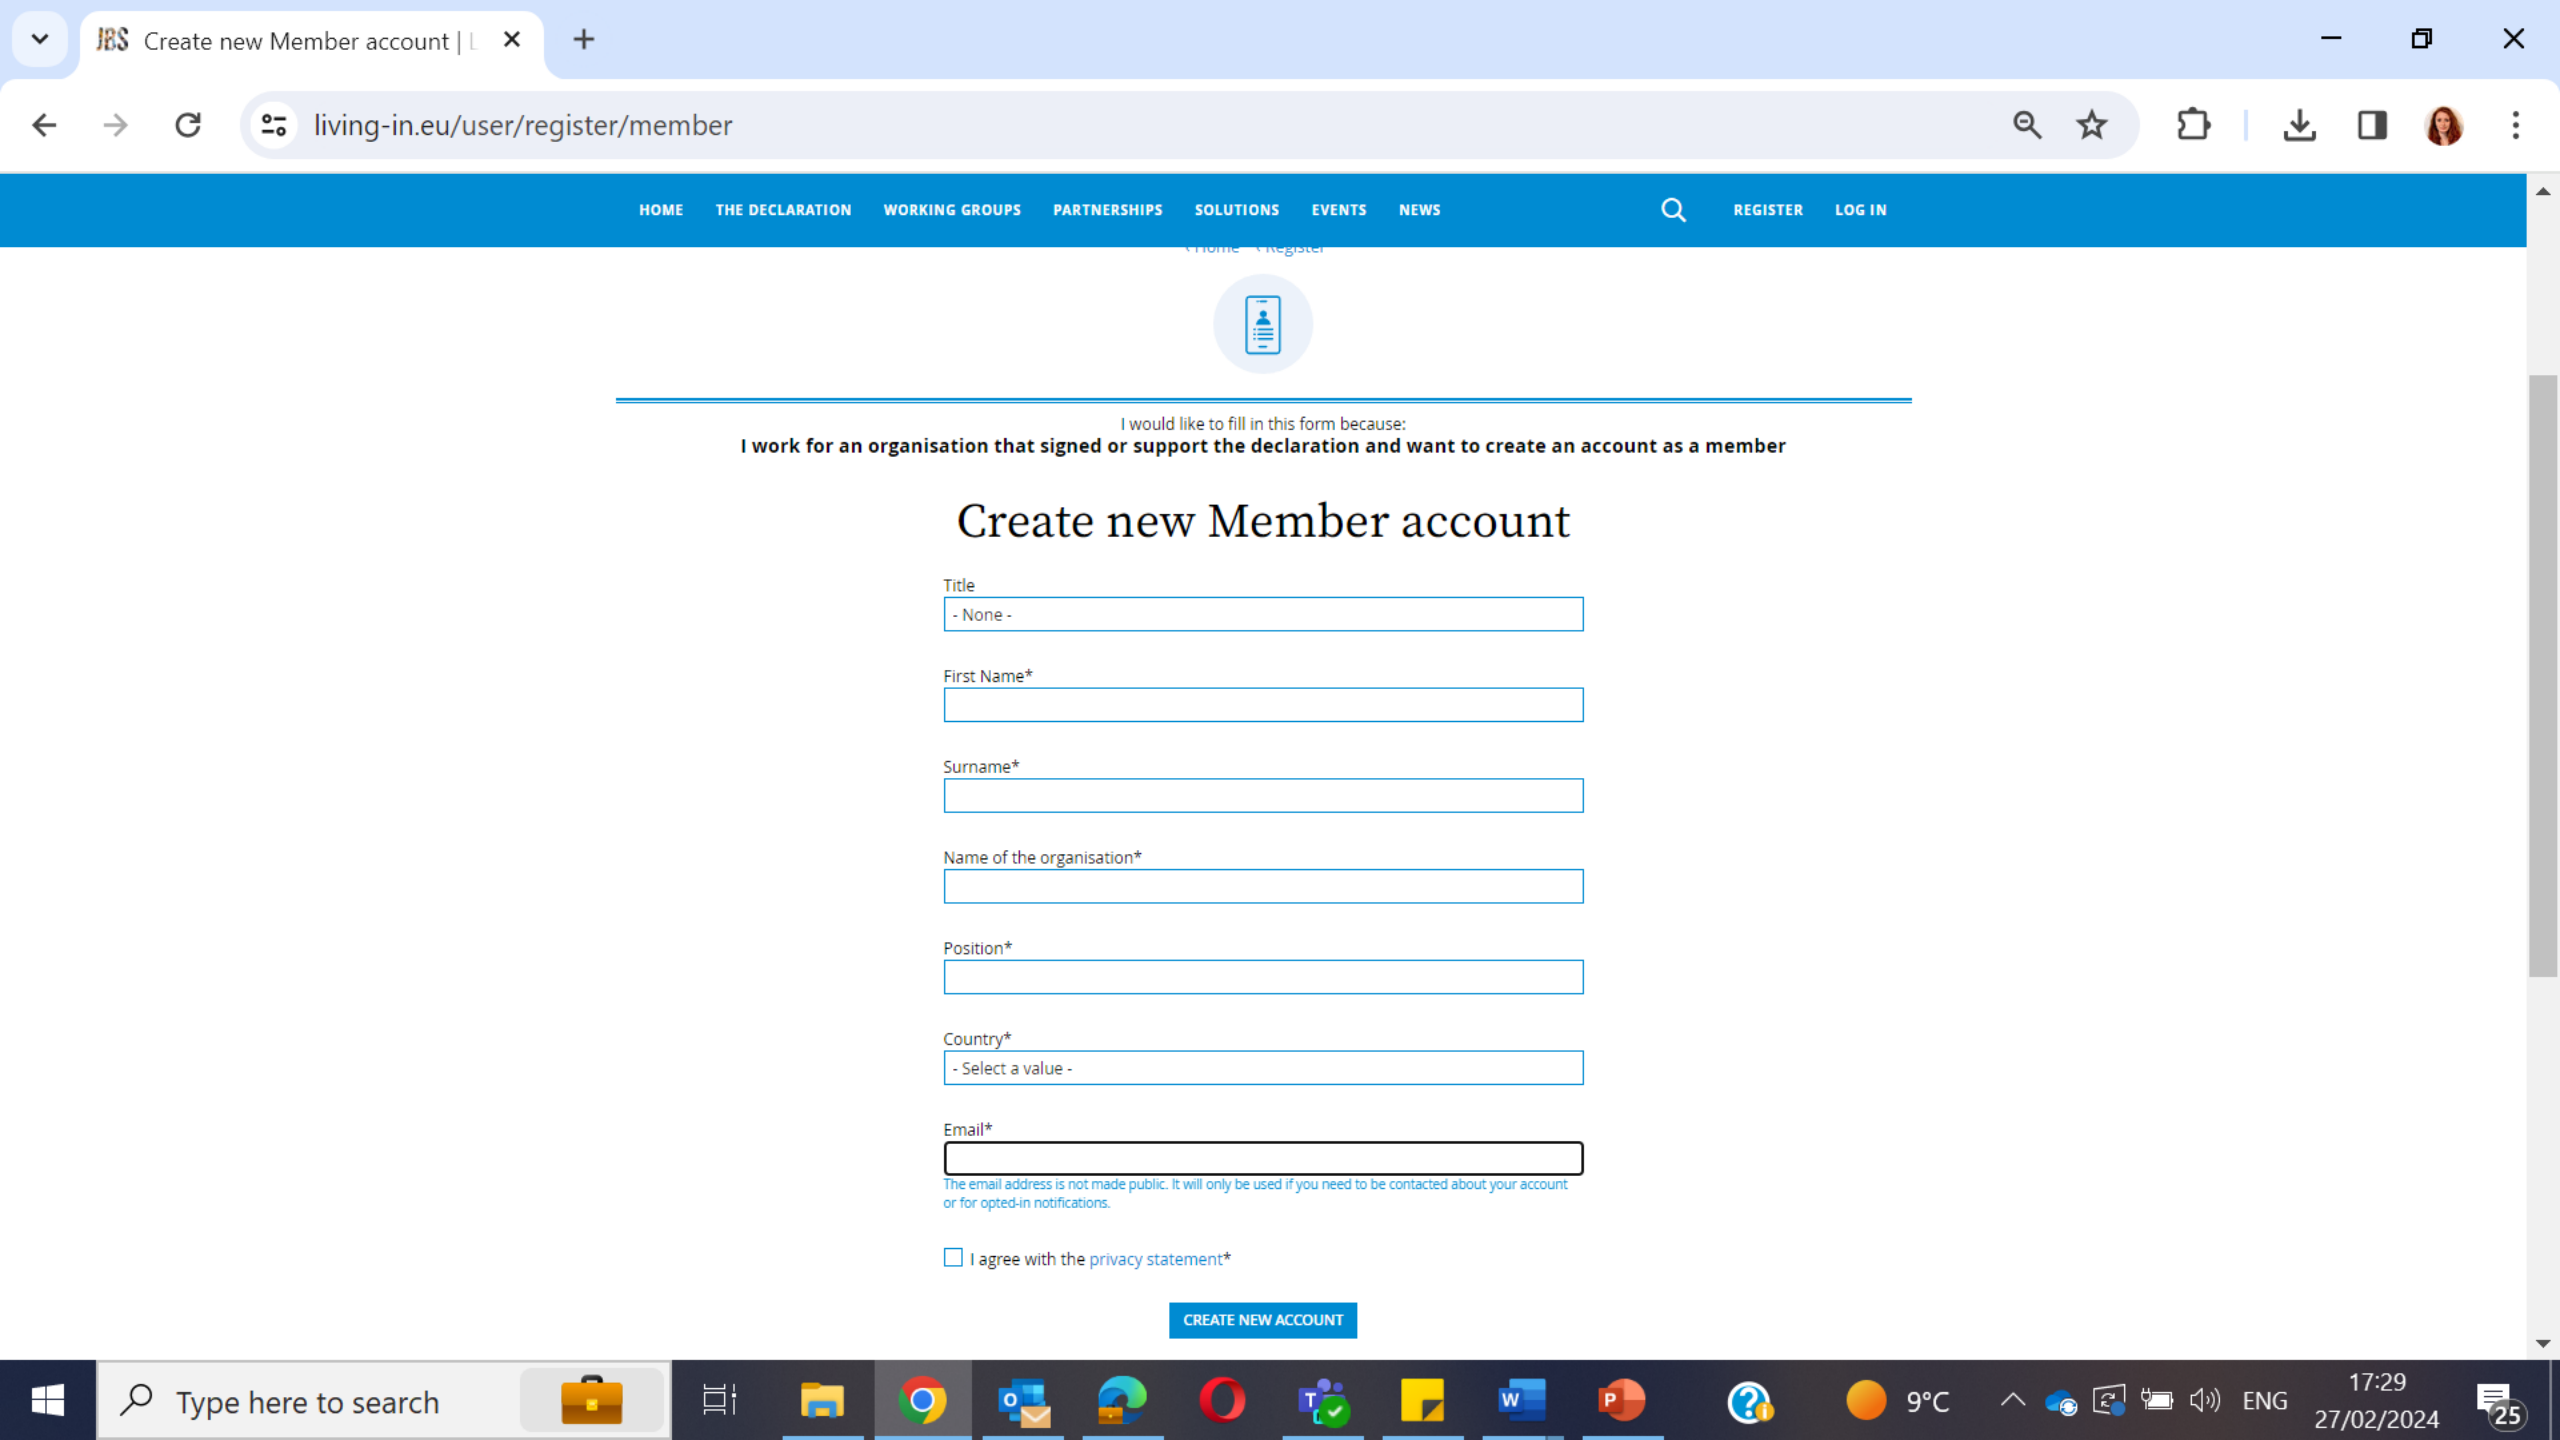 JBS Create new Member account | L
living-in.eu/user/register/member
HOME THE DECLARATION WORKING GROUPS PARTNERSHIPS SOLUTIONS EVENTS NEWS REGISTER LOG IN
‹ Home ‹ Register
I would like to fill in this form because:
I work for an organisation that signed or support the declaration and want to create an account as a member
Create new Member account
Title
- None -
First Name*
Surname*
Name of the organisation*
Position*
Country*
- Select a value -
Email*
The email address is not made public. It will only be used if you need to be contacted about your account
or for opted-in notifications.
I agree with the privacy statement*
CREATE NEW ACCOUNT
Type here to search
9°C
ENG
17:29
27/02/2024
25